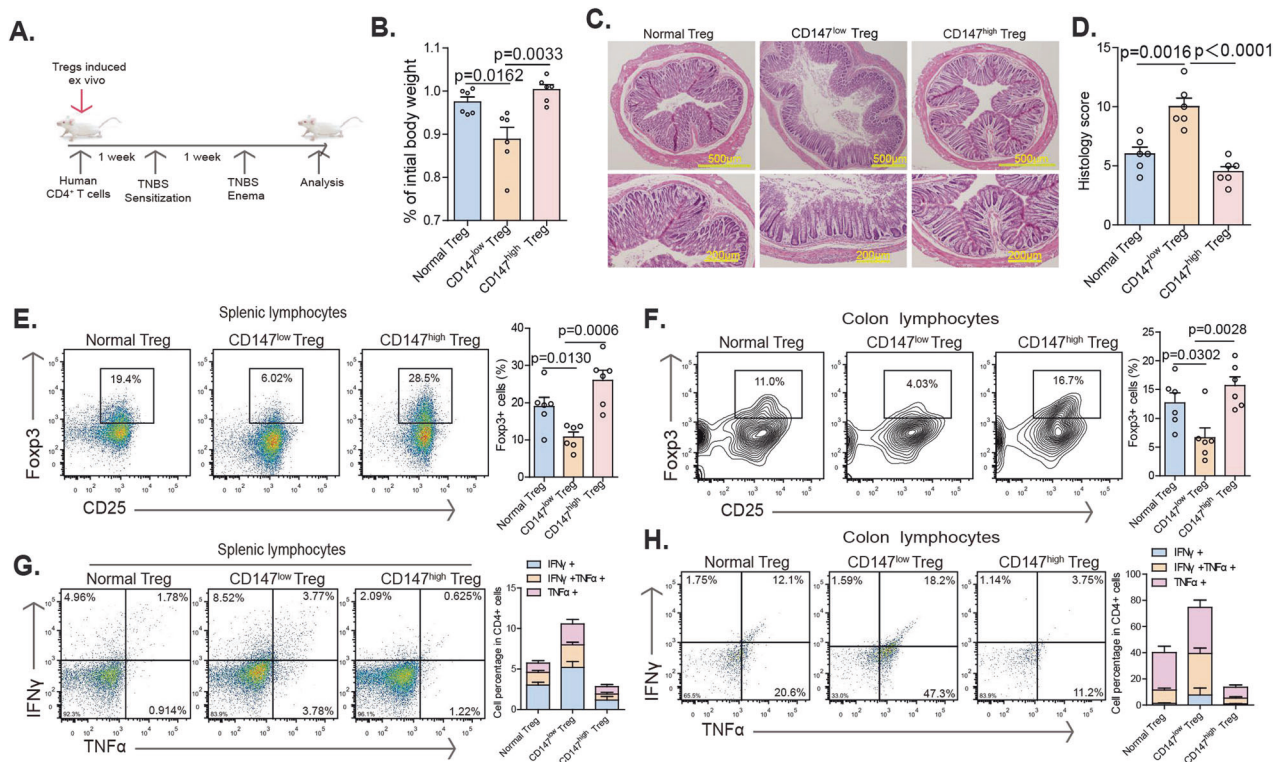 A.
Tregs induced
ex vivo
1 week
1 week
Human
CD4⁺ T cells
TNBS
Sensitization
TNBS
Enema
Analysis
B.
% of intial body weight
1.1
1.0
0.9
0.8
0.7
p=0.0162
p=0.0033
Normal Treg
CD147low Treg
CD147high Treg
C.
Normal Treg
CD147low Treg
CD147high Treg
500μm
500μm
500μm
200μm
200μm
200μm
D.
Histology score
15
10
5
0
p=0.0016
p＜0.0001
Normal Treg
CD147low Treg
CD147high Treg
E.
Splenic lymphocytes
Normal Treg
CD147low Treg
CD147high Treg
19.4%
6.02%
28.5%
Foxp3
CD25
Foxp3+ cells (%)
40
30
20
10
0
p=0.0130
p=0.0006
Normal Treg
CD147low Treg
CD147high Treg
F.
Colon lymphocytes
Normal Treg
CD147low Treg
CD147high Treg
11.0%
4.03%
16.7%
Foxp3
CD25
Foxp3+ cells (%)
25
20
15
10
5
0
p=0.0302
p=0.0028
Normal Treg
CD147low Treg
CD147high Treg
G.
Splenic lymphocytes
Normal Treg
CD147low Treg
CD147high Treg
4.96% 1.78%
8.52% 3.77%
2.09% 0.625%
92.3% 0.914%
83.9% 3.78%
96.1% 1.22%
IFNγ
TNFα
IFNγ +
IFNγ +TNFα +
TNFα +
Cell percentage in CD4+ cells
15
10
5
0
Normal Treg
CD147low Treg
CD147high Treg
H.
Colon lymphocytes
Normal Treg
CD147low Treg
CD147high Treg
1.75% 12.1%
1.59% 18.2%
1.14% 3.75%
65.5% 20.6%
33.0% 47.3%
83.9% 11.2%
IFNγ
TNFα
IFNγ +
IFNγ +TNFα +
TNFα +
Cell percentage in CD4+ cells
100
80
60
40
20
0
Normal Treg
CD147low Treg
CD147high Treg